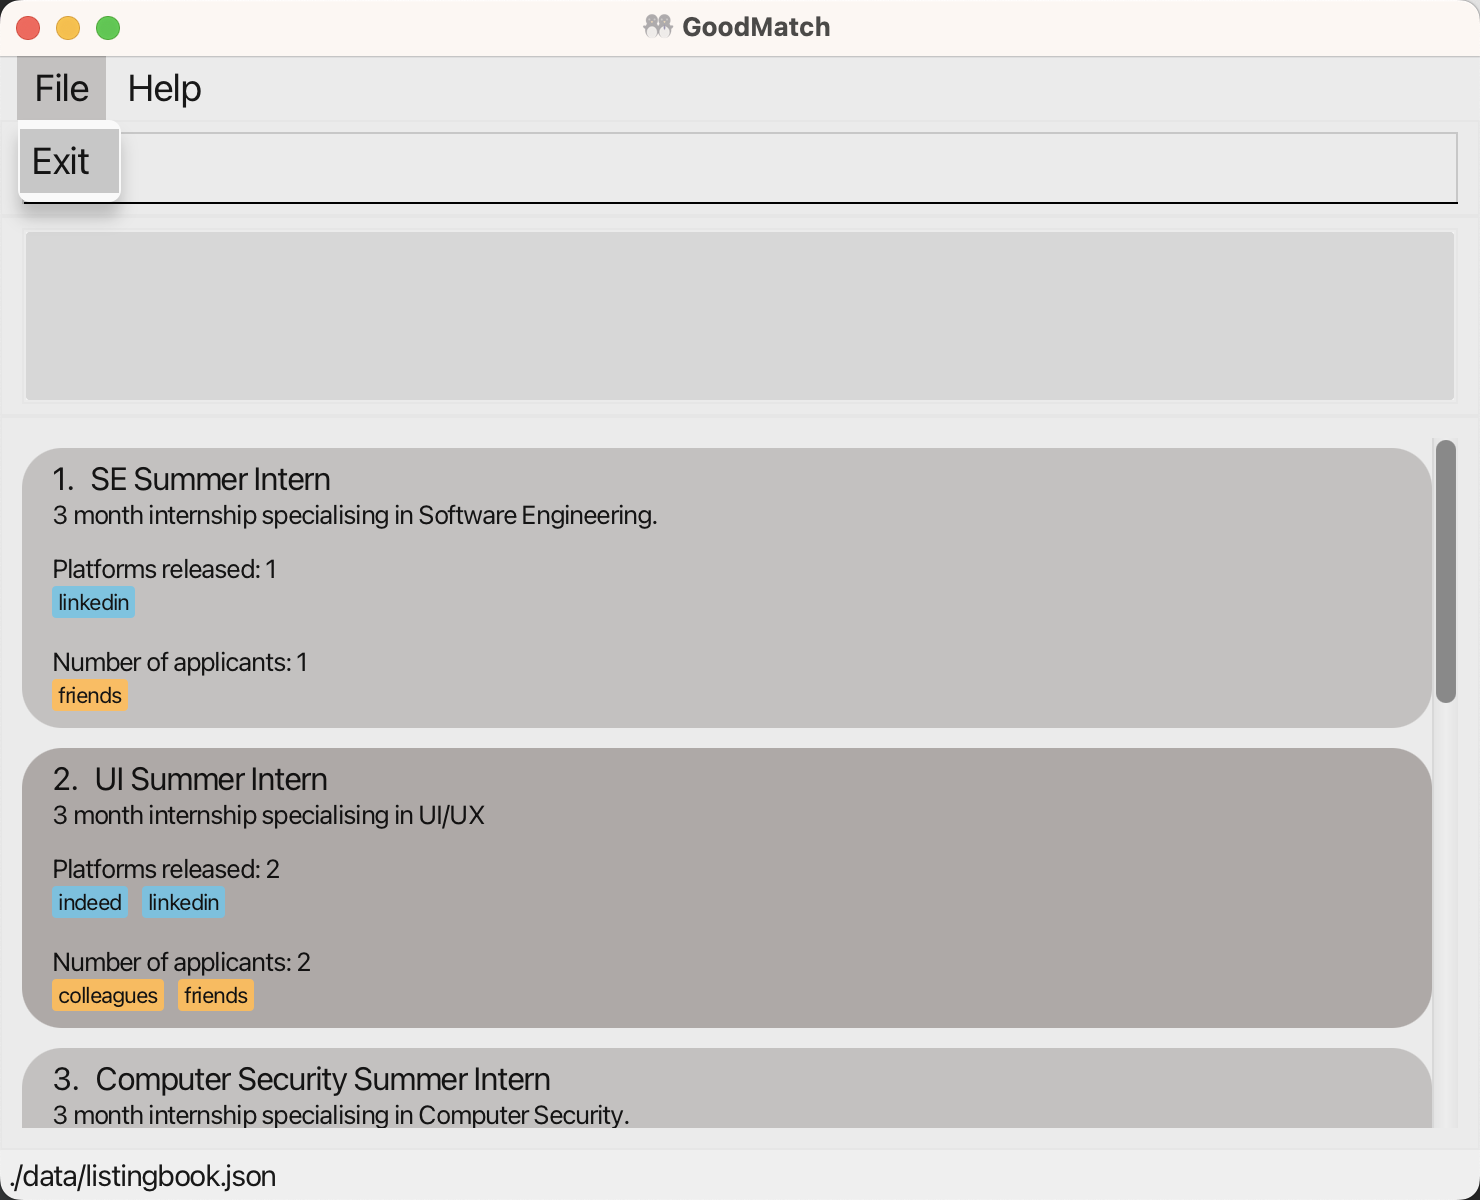 GoodMatch
File Help
Exit
1. SE Summer Intern
3 month internship specialising in Software Engineering.
Platforms released: 1
linkedin
Number of applicants: 1
friends
2. UI Summer Intern
3 month internship specialising in UI/UX
Platforms released: 2
indeed linkedin
Number of applicants: 2
colleagues friends
3. Computer Security Summer Intern
3 month internship specialising in Computer Security.
./data/listingbook.json